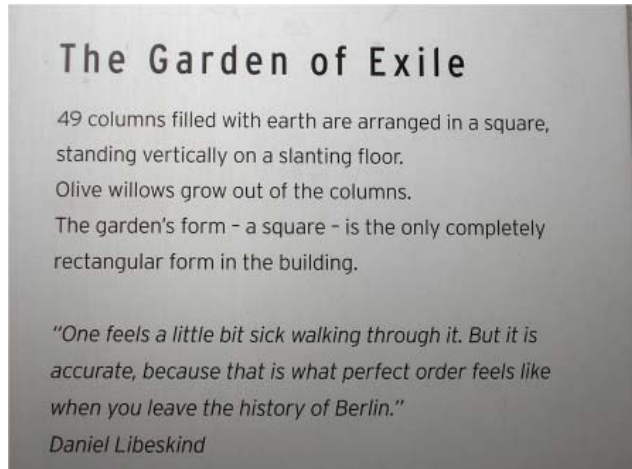 The Garden of Exile
49 columns filled with earth are arranged in a square,
standing vertically on a slanting floor.
Olive willows grow out of the columns.
The garden's form – a square – is the only completely
rectangular form in the building.
"One feels a little bit sick walking through it. But it is
accurate, because that is what perfect order feels like
when you leave the history of Berlin."
Daniel Libeskind